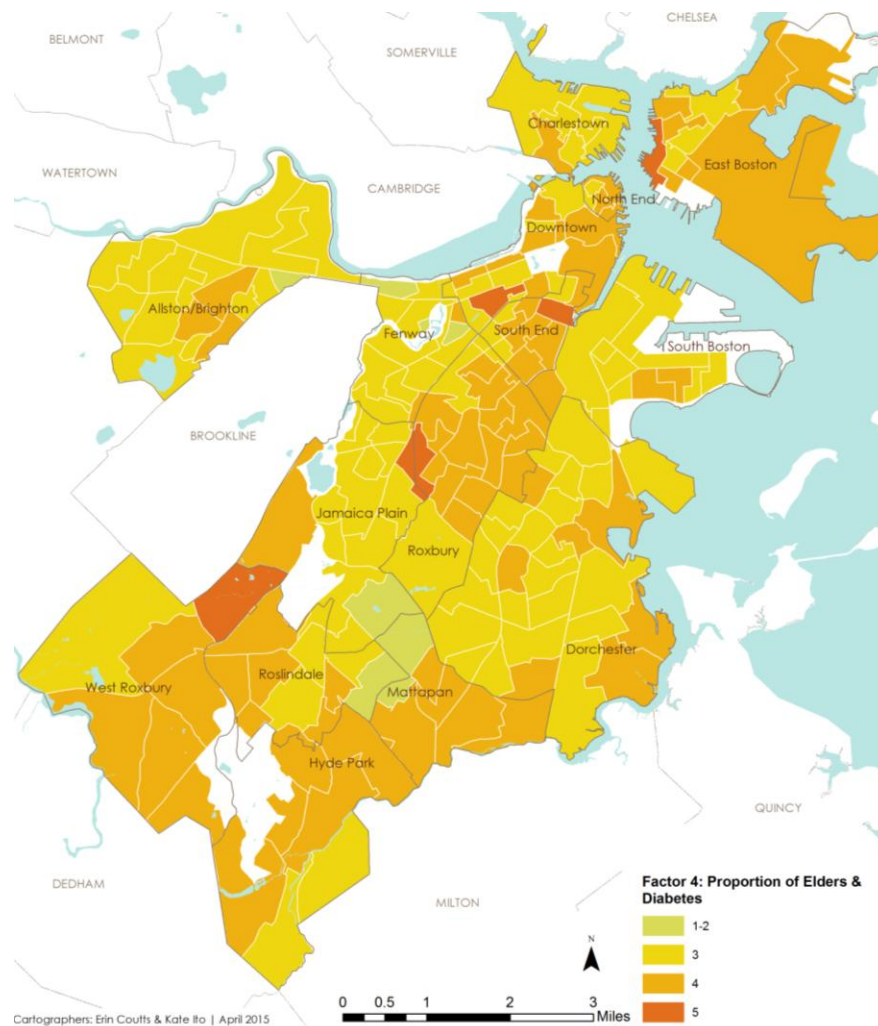 CHELSEA
BELMONT
SOMERVILLE
Charlestown
WATERTOWN
East Boston
CAMBRIDGE
North End
Downtown
Allston/Brighton
Fenway
South End
South Boston
BROOKLINE
Jamaica Plain
Roxbury
Dorchester
Roslindale
West Roxbury
Mattapan
Hyde Park
QUINCY
DEDHAM
MILTON
Factor 4: Proportion of Elders &
Diabetes
1-2
3
4
5
N
0 0.5 1 2 3
Miles
Cartographers: Erin Coutts & Kate Ito | April 2015